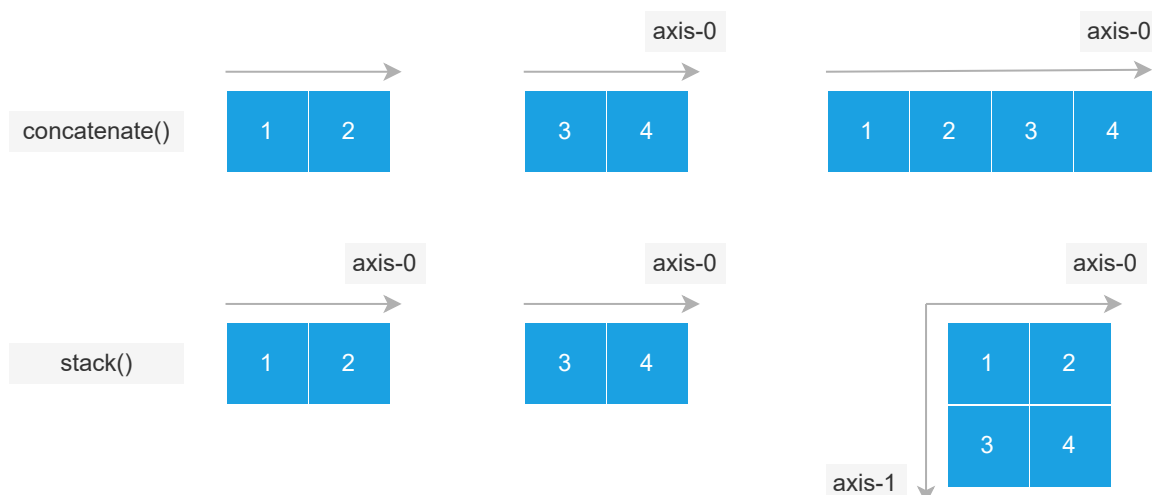 axis-0 axis-0
concatenate() 1 2 3 4 1 2 3 4
axis-0 axis-0 axis-0
stack() 1 2 3 4 1 2
3 4
axis-1